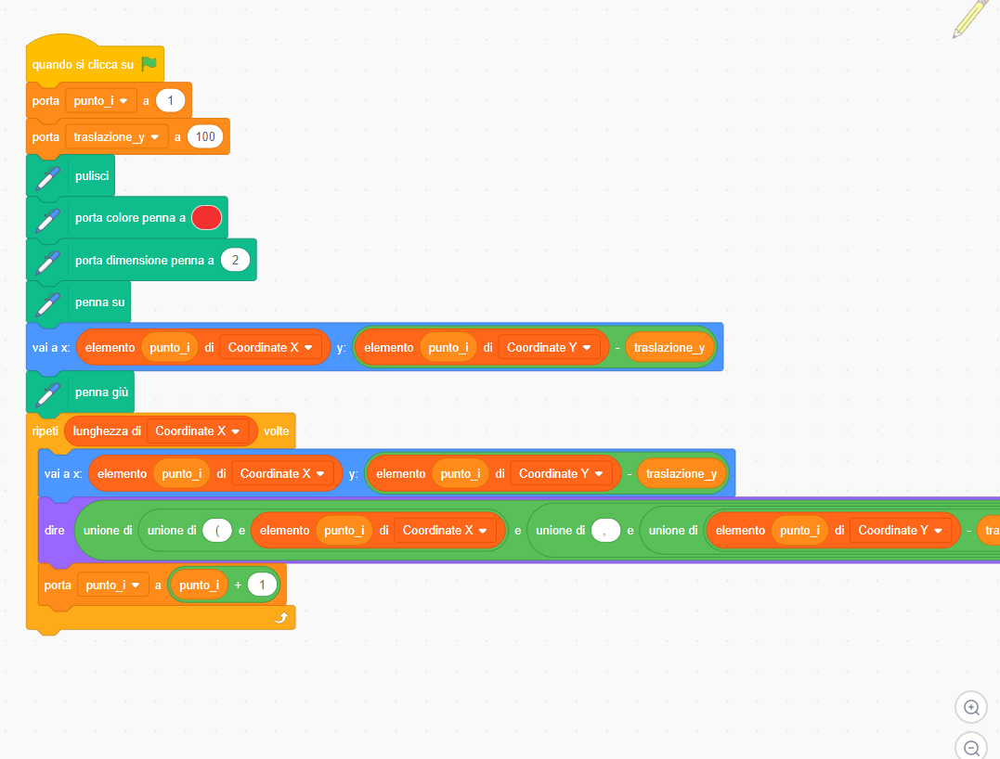 quando si clicca su
porta punto_i a 1
porta traslazione_y a 100
pulisci
porta colore penna a
porta dimensione penna a 2
penna su
vai a x: elemento punto_i di Coordinate X y: elemento punto_i di Coordinate Y - traslazione_y
penna giù
ripeti lunghezza di Coordinate X volte
vai a x: elemento punto_i di Coordinate X y: elemento punto_i di Coordinate Y - traslazione_y
dire unione di unione di ( e elemento punto_i di Coordinate X e unione di , e unione di elemento punto_i di Coordinate Y - tra
porta punto_i a punto_i + 1